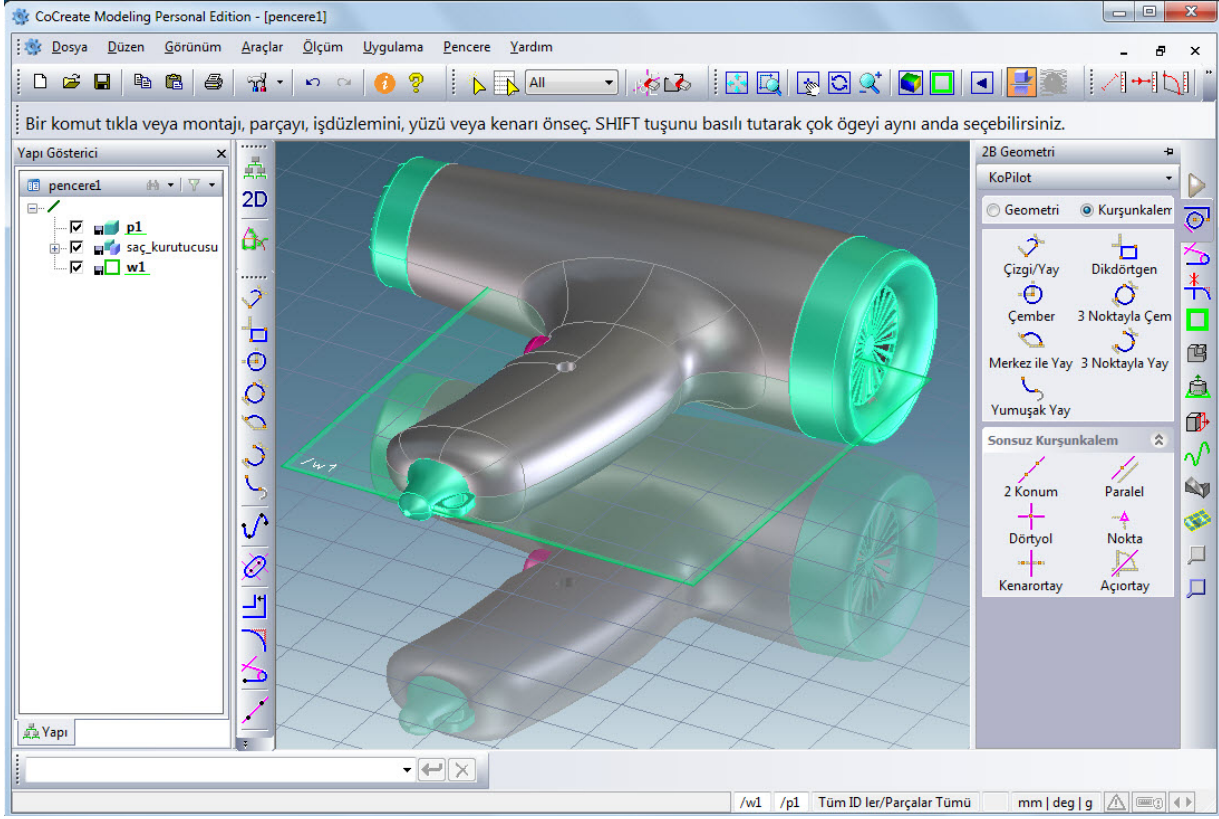 CoCreate Modeling Personal Edition - [pencere1]
Dosya Düzen Görünüm Araçlar Ölçüm Uygulama Pencere Yardım
All
Bir komut tıkla veya montajı, parçayı, işdüzlemini, yüzü veya kenarı önseç. SHIFT tuşunu basılı tutarak çok ögeyi aynı anda seçebilirsiniz.
Yapı Gösterici
pencere1
p1
saç_kurutucusu
w1
Yapı
2D
/w1
2B Geometri
KoPilot
Geometri Kurşunkalem
Çizgi/Yay Dikdörtgen
Çember 3 Noktayla Çem
Merkez ile Yay 3 Noktayla Yay
Yumuşak Yay
Sonsuz Kurşunkalem
2 Konum Paralel
Dörtyol Nokta
Kenarortay Açıortay
/w1 /p1 Tüm ID ler/Parçalar Tümü mm | deg | g